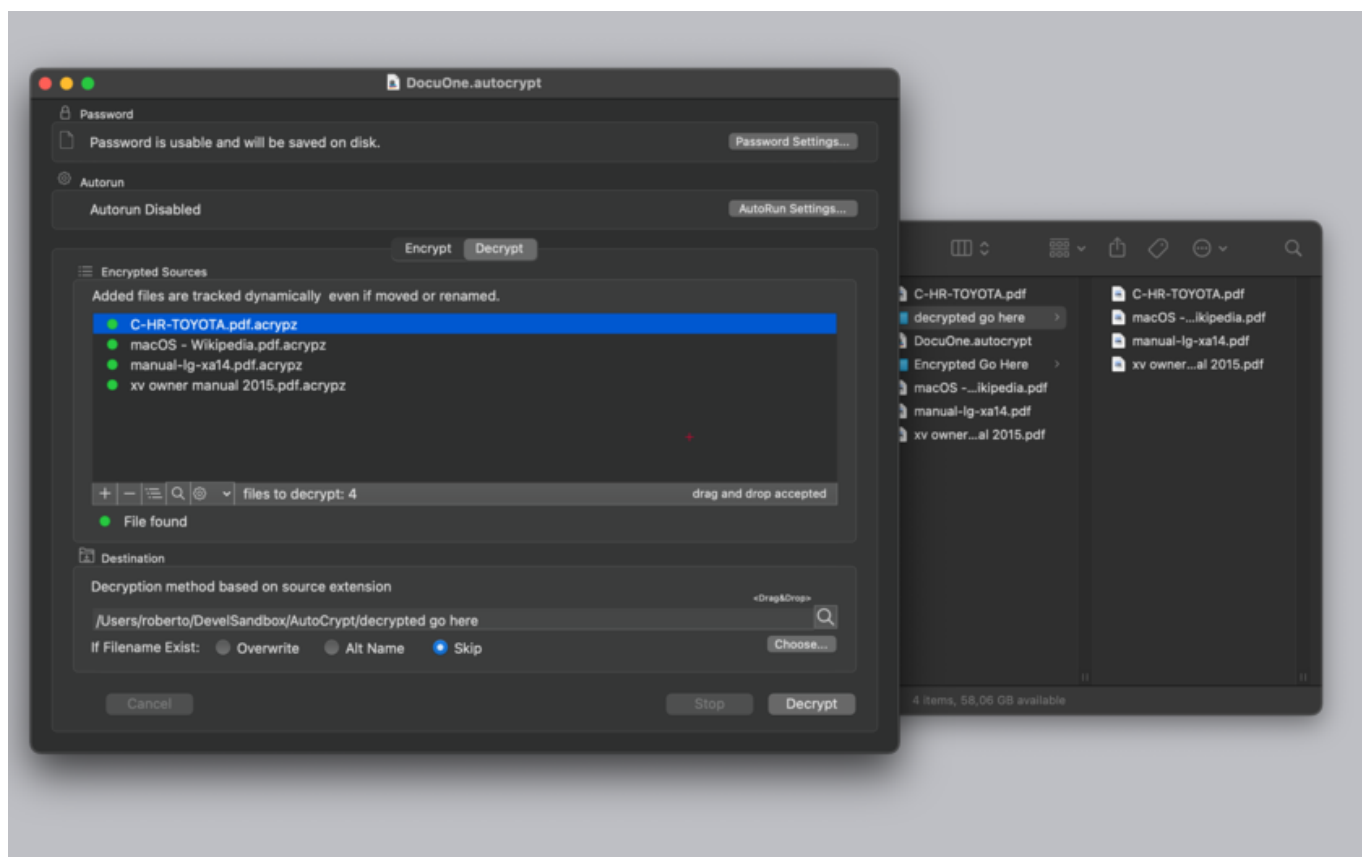 DocuOne.autocrypt
Password
Password is usable and will be saved on disk.
Password Settings...
Autorun
Autorun Disabled
AutoRun Settings...
Encrypt Decrypt
Encrypted Sources
Added files are tracked dynamically even if moved or renamed.
C-HR-TOYOTA.pdf.acrypz
macOS - Wikipedia.pdf.acrypz
manual-lg-xa14.pdf.acrypz
xv owner manual 2015.pdf.acrypz
files to decrypt: 4
drag and drop accepted
File found
Destination
Decryption method based on source extension
<Drag&Drop>
/Users/roberto/DevelSandbox/AutoCrypt/decrypted go here
If Filename Exist: Overwrite Alt Name Skip
Choose...
Cancel Stop Decrypt
C-HR-TOYOTA.pdf
decrypted go here
DocuOne.autocrypt
Encrypted Go Here
macOS -...ikipedia.pdf
manual-lg-xa14.pdf
xv owner...al 2015.pdf
C-HR-TOYOTA.pdf
macOS -...ikipedia.pdf
manual-lg-xa14.pdf
xv owner...al 2015.pdf
4 items, 58,06 GB available